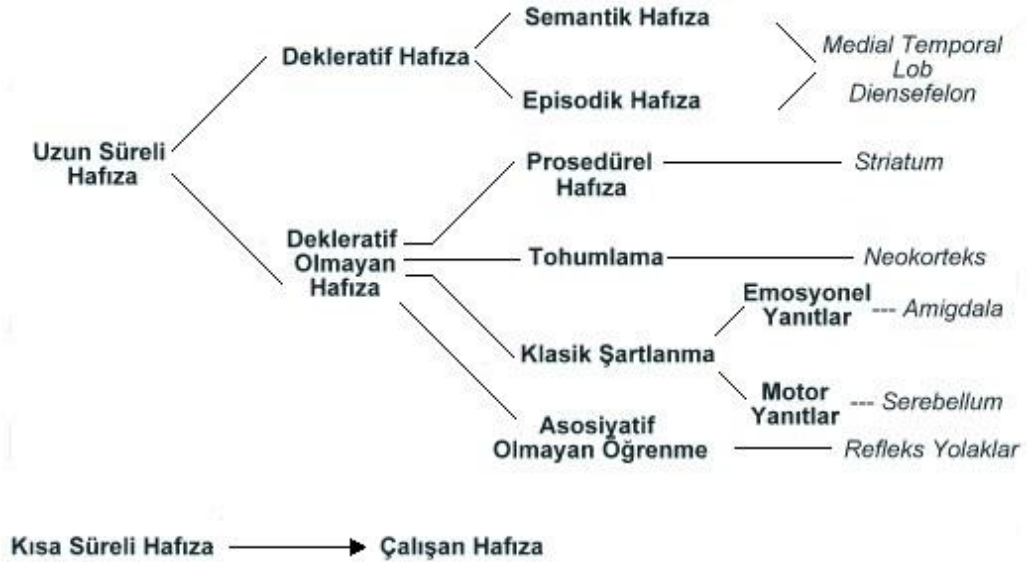 Semantik Hafıza
Dekleratif Hafıza
Medial Temporal
Lob
Diensefelon
Episodik Hafıza
Uzun Süreli
Hafıza
Prosedürel
Hafıza
Striatum
Dekleratif
Olmayan
Hafıza
Tohumlama
Neokorteks
Emosyonel
Yanıtlar
--- Amigdala
Klasik Şartlanma
Motor
Yanıtlar
--- Serebellum
Asosiyatif
Olmayan Öğrenme
Refleks Yolaklar
Kısa Süreli Hafıza
Çalışan Hafıza